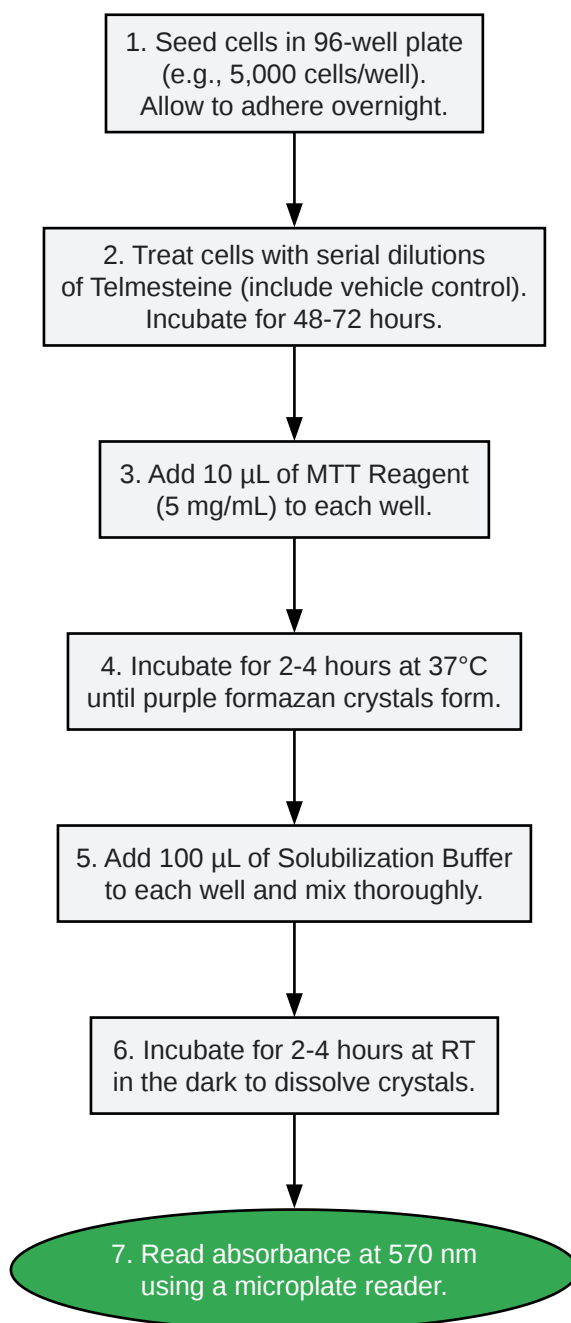 1. Seed cells in 96-well plate
(e.g., 5,000 cells/well).
Allow to adhere overnight.
2. Treat cells with serial dilutions
of Telmesteine (include vehicle control).
Incubate for 48-72 hours.
3. Add 10 µL of MTT Reagent
(5 mg/mL) to each well.
4. Incubate for 2-4 hours at 37°C
until purple formazan crystals form.
5. Add 100 µL of Solubilization Buffer
to each well and mix thoroughly.
6. Incubate for 2-4 hours at RT
in the dark to dissolve crystals.
7. Read absorbance at 570 nm
using a microplate reader.